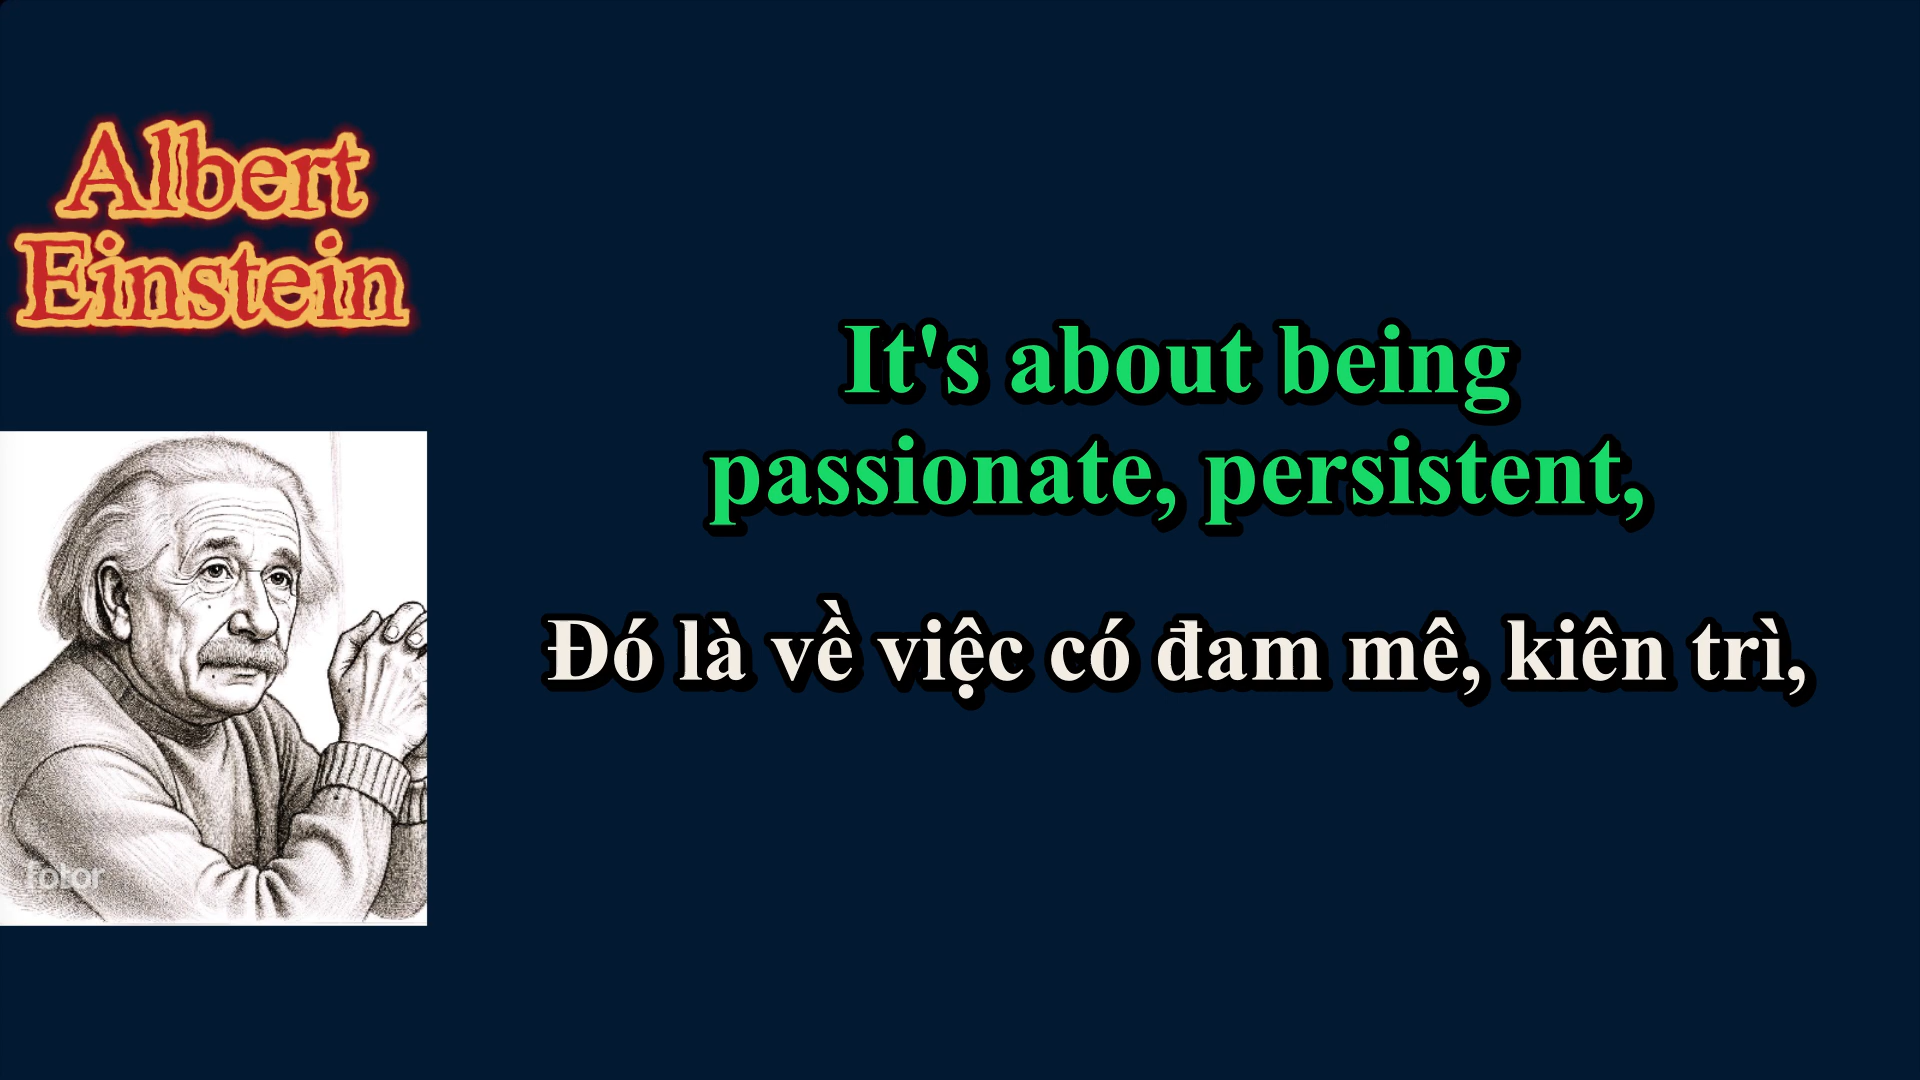 Albert
Einstein
It's about being
passionate, persistent,
Đó là về việc có đam mê, kiên trì,
fotor